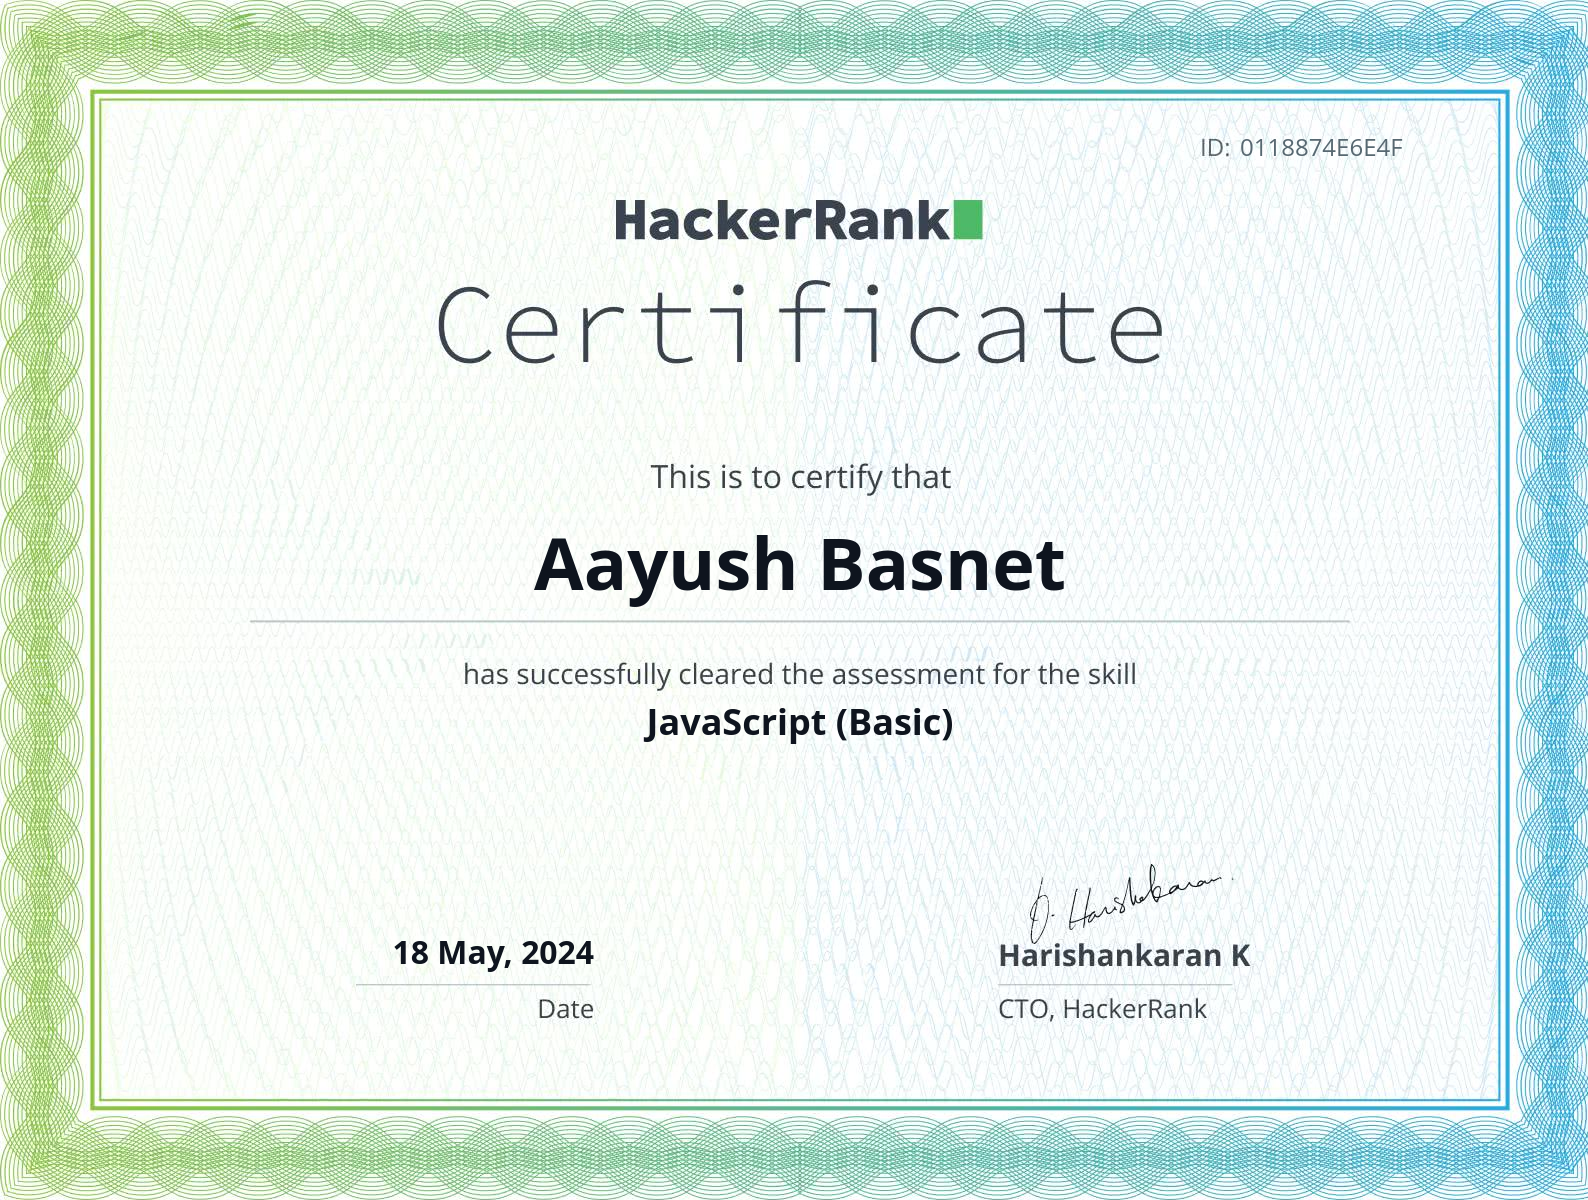 ID: 0118874E6E4F
HackerRank
Certificate
This is to certify that
Aayush Basnet
has successfully cleared the assessment for the skill
JavaScript (Basic)
18 May, 2024
Date
Harishankaran
Harishankaran K
CTO, HackerRank